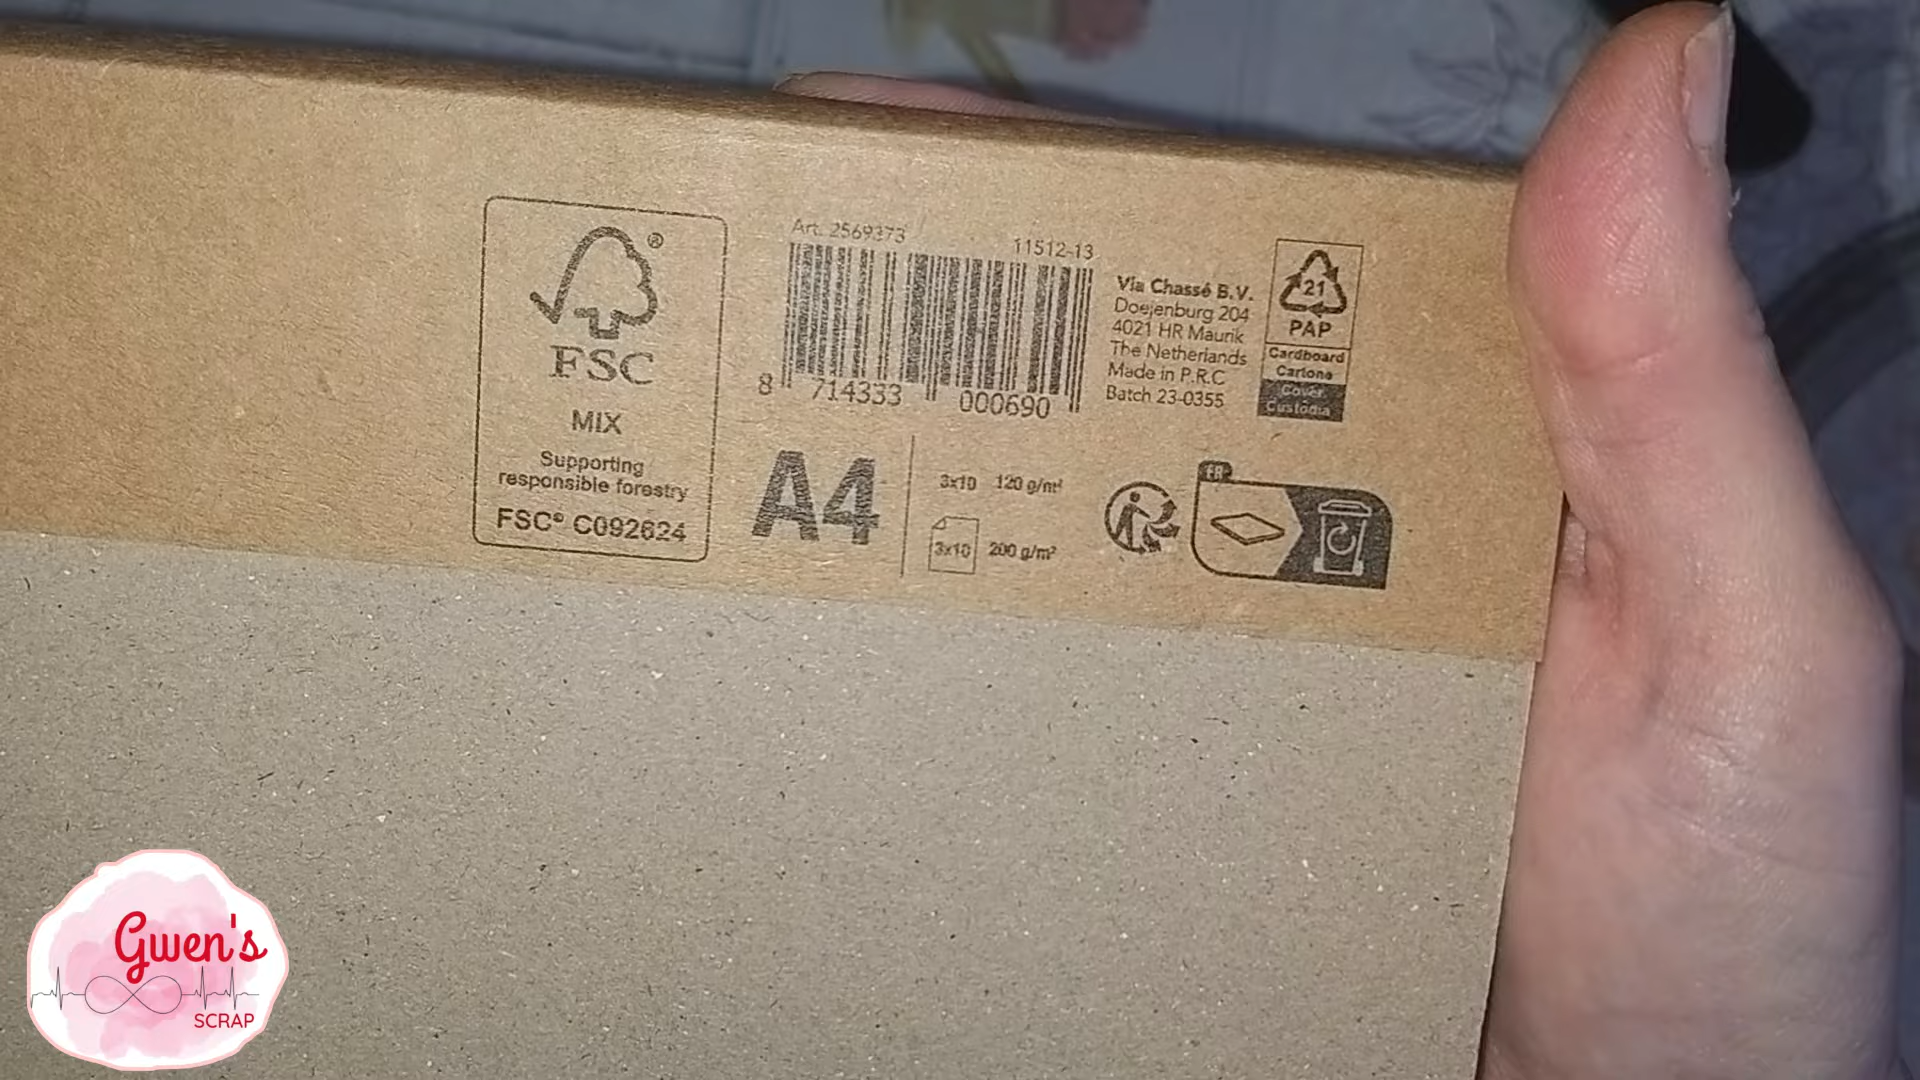 ®
FSC
MIX
Supporting
responsible forestry
FSC® C092624
Art. 2569373
11512-13
8 714333 000690
Via Chassé B.V.
Doejenburg 204
4021 HR Maurik
The Netherlands
Made in P.R.C
Batch 23-0355
21
PAP
Cardboard
Cartone
Cover
Custodia
A4
3x10 120 g/m²
3x10 200 g/m²
FR
Gwen's
SCRAP